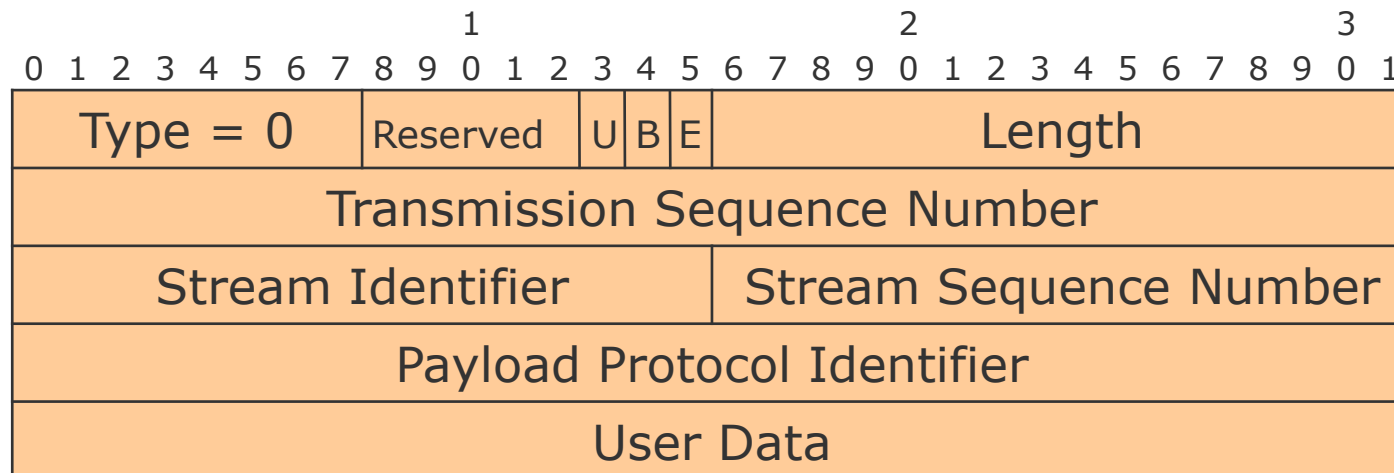 1 2 3
0 1 2 3 4 5 6 7 8 9 0 1 2 3 4 5 6 7 8 9 0 1 2 3 4 5 6 7 8 9 0 1
Type = 0 Reserved U B E Length
Transmission Sequence Number
Stream Identifier Stream Sequence Number
Payload Protocol Identifier
User Data